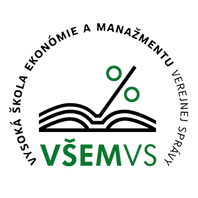 VYSOKÁ ŠKOLA EKONÓMIE A MANAŽMENTU VEREJNEJ SPRÁVY
VŠEMVS